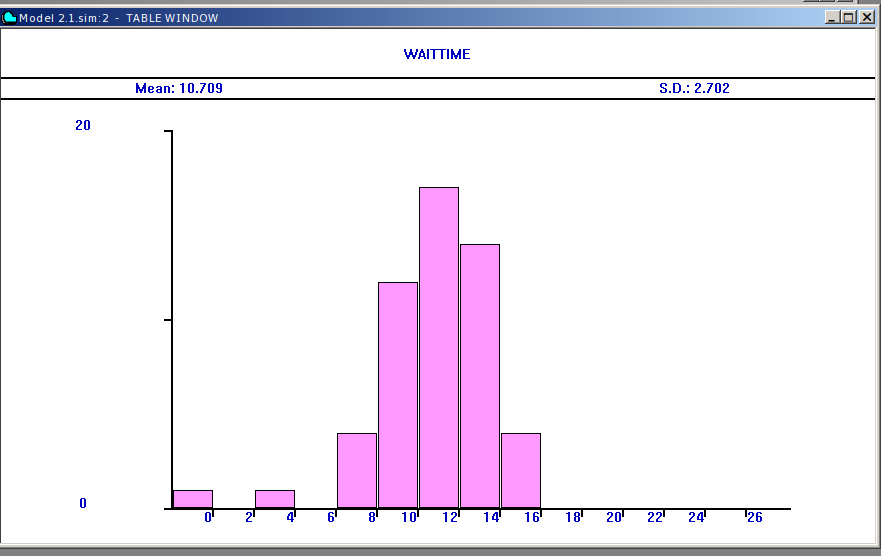 Model 2.1.sim:2 - TABLE WINDOW
WAITTIME
Mean: 10.709 S.D.: 2.702
20
0
0 2 4 6 8 10 12 14 16 18 20 22 24 26